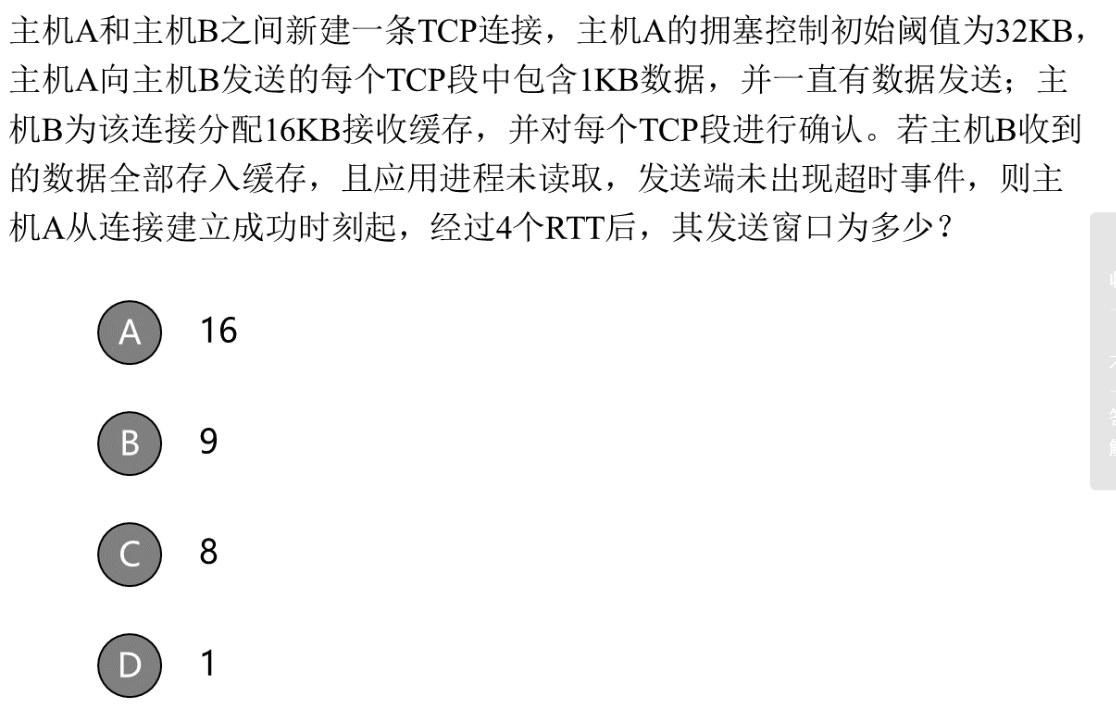 主机A和主机B之间新建一条TCP连接，主机A的拥塞控制初始阈值为32KB，
主机A向主机B发送的每个TCP段中包含1KB数据，并一直有数据发送；主
机B为该连接分配16KB接收缓存，并对每个TCP段进行确认。若主机B收到
的数据全部存入缓存，且应用进程未读取，发送端未出现超时事件，则主
机A从连接建立成功时刻起，经过4个RTT后，其发送窗口为多少？
A 16
B 9
C 8
D 1